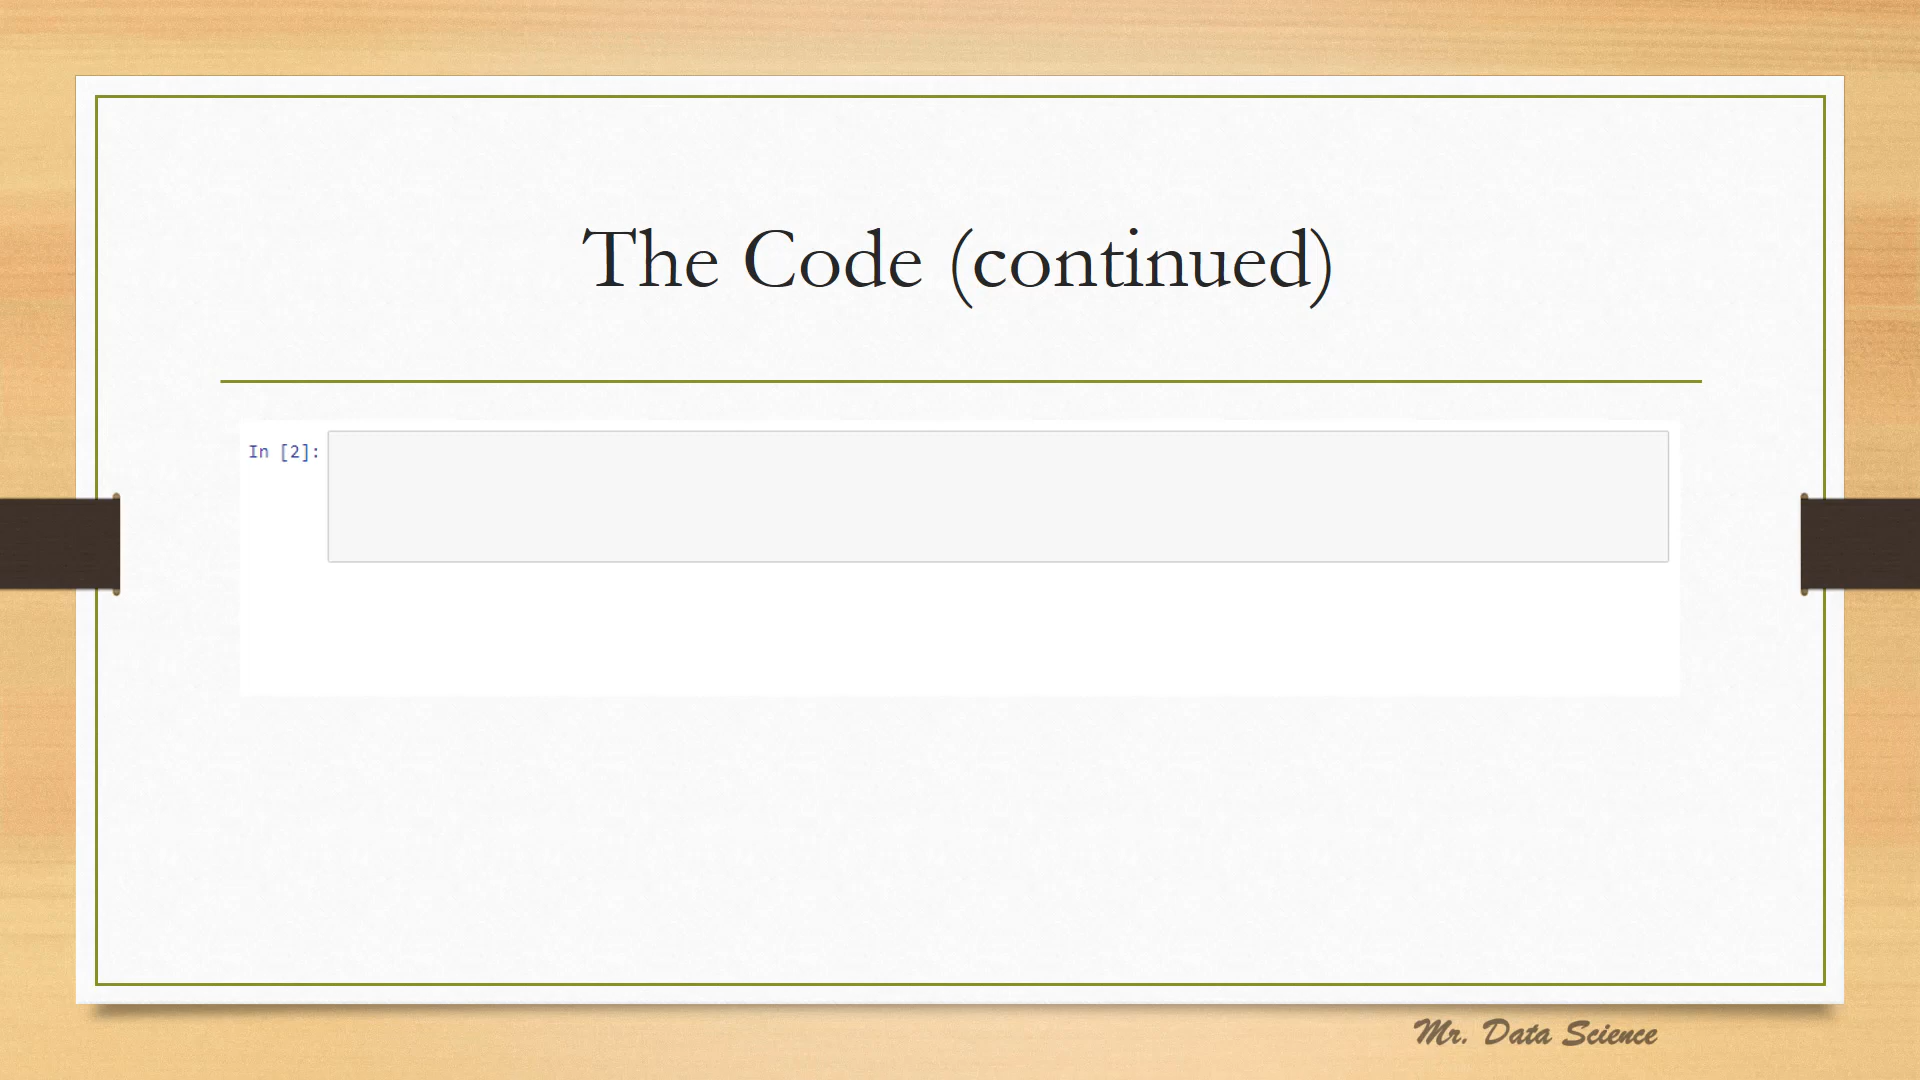 The Code (continued)
In [2]:
Mr. Data Science